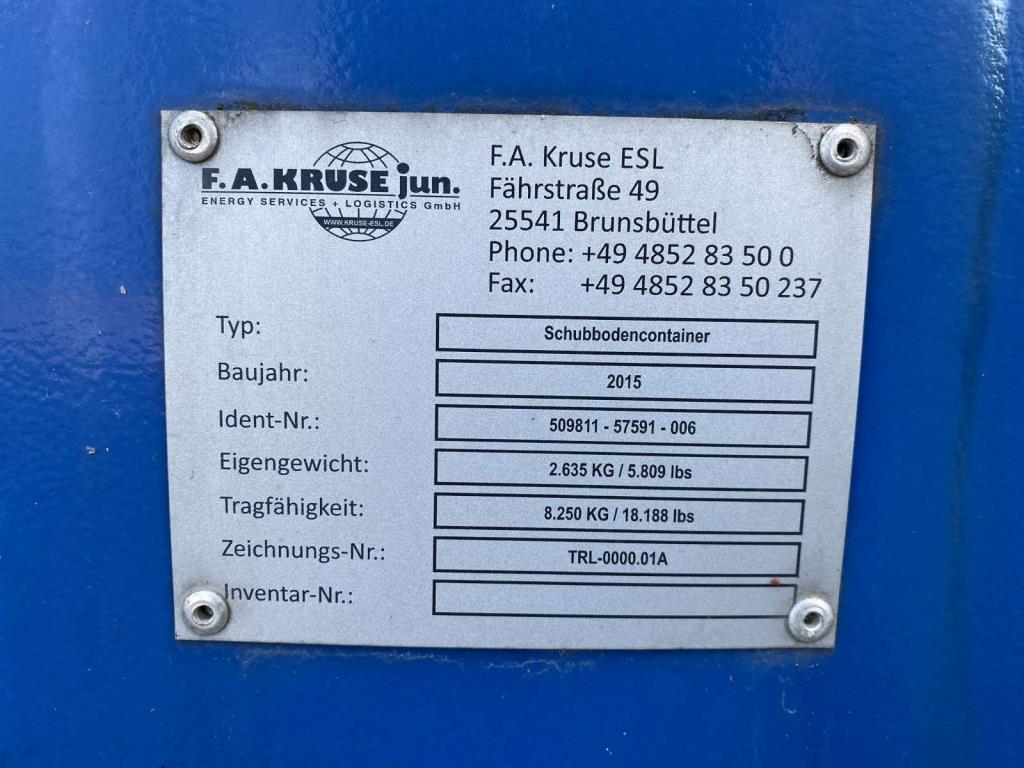 F.A.KRUSE jun.
ENERGY SERVICES + LOGISTICS GmbH
WWW.KRUSE-ESL.DE
F.A. Kruse ESL
Fährstraße 49
25541 Brunsbüttel
Phone: +49 4852 83 50 0
Fax: +49 4852 83 50 237
Typ: Schubbodencontainer
Baujahr: 2015
Ident-Nr.: 509811 - 57591 - 006
Eigengewicht: 2.635 KG / 5.809 lbs
Tragfähigkeit: 8.250 KG / 18.188 lbs
Zeichnungs-Nr.: TRL-0000.01A
Inventar-Nr.: